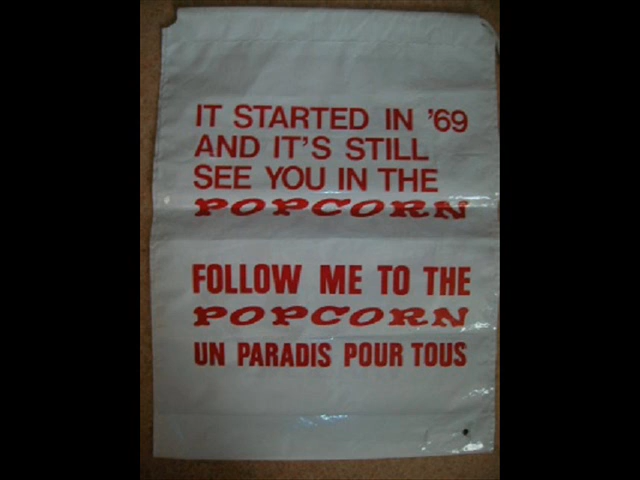 IT STARTED IN '69
AND IT'S STILL
SEE YOU IN THE
POPCORN
FOLLOW ME TO THE
POPCORN
UN PARADIS POUR TOUS